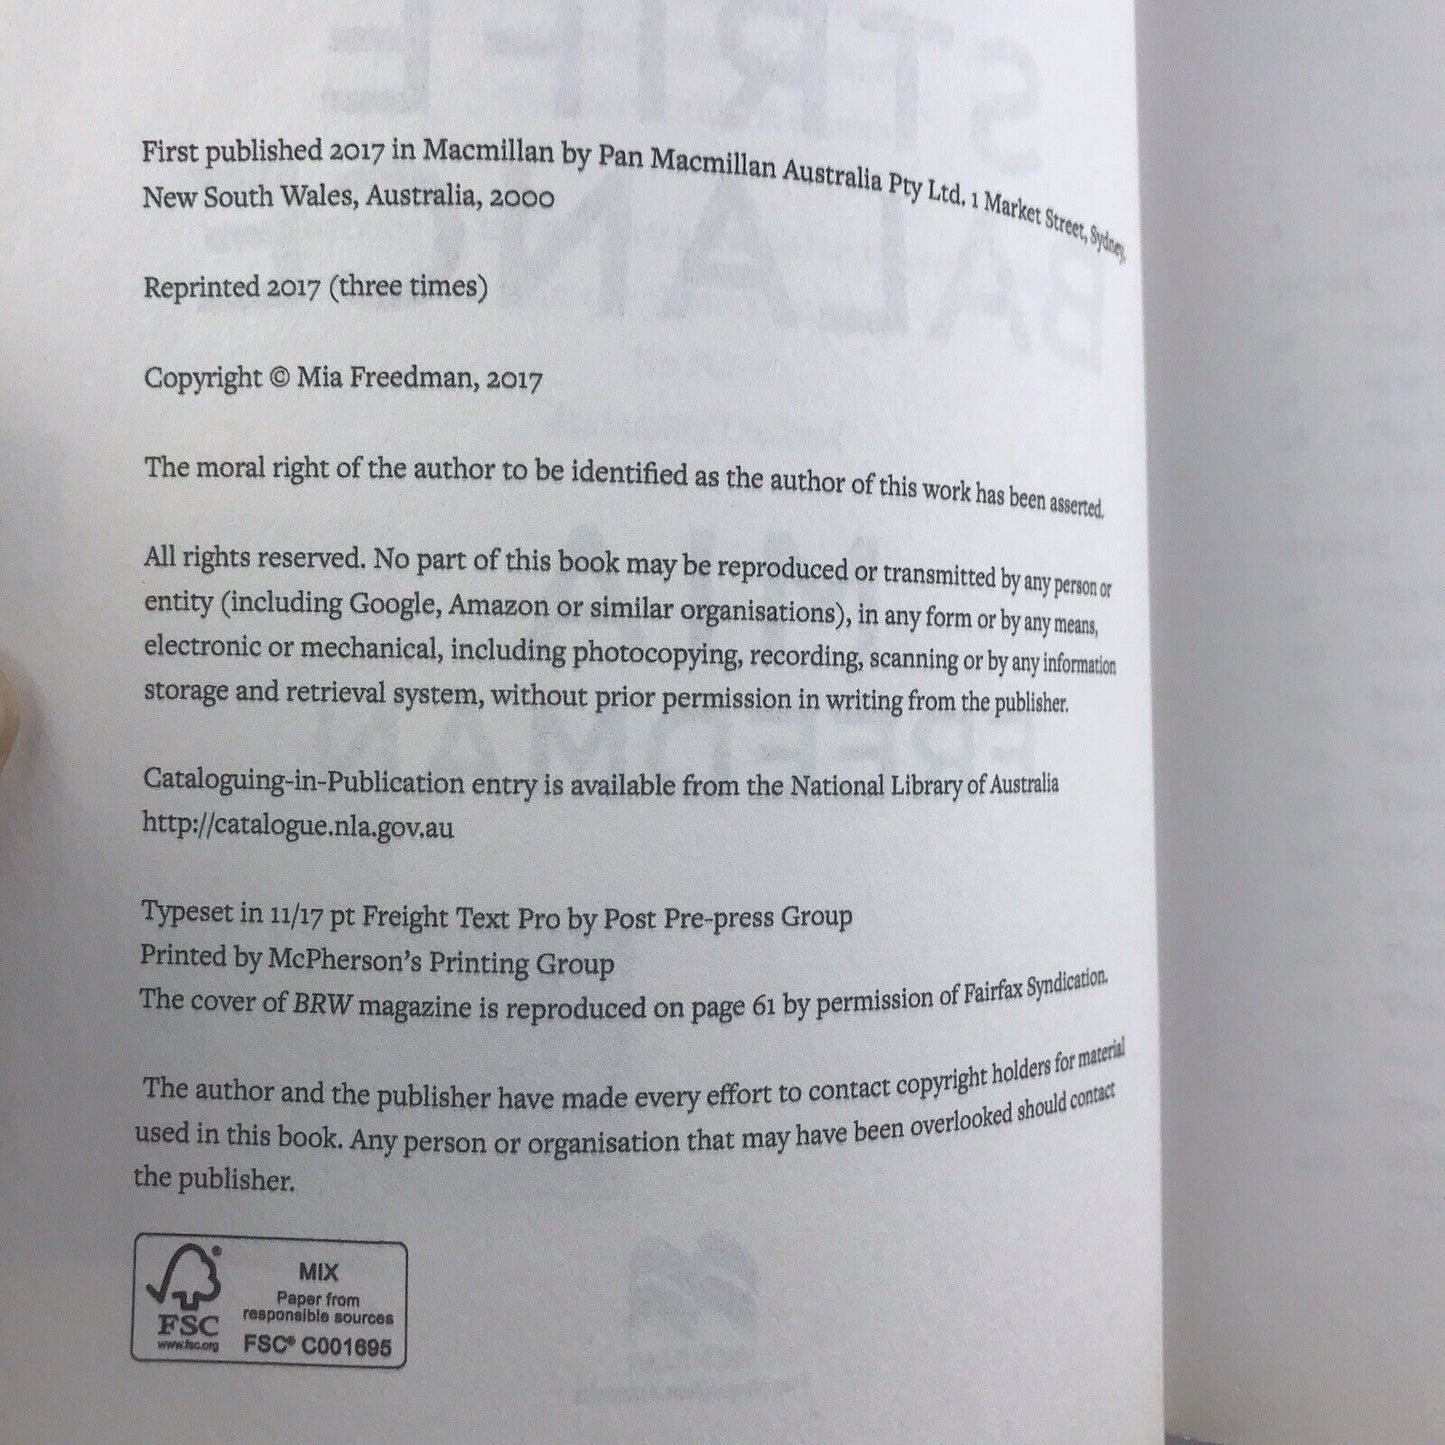 First published 2017 in Macmillan by Pan Macmillan Australia Pty Ltd, 1 Market Street, Sydney,
New South Wales, Australia, 2000
Reprinted 2017 (three times)
Copyright © Mia Freedman, 2017
The moral right of the author to be identified as the author of this work has been asserted.
All rights reserved. No part of this book may be reproduced or transmitted by any person or
entity (including Google, Amazon or similar organisations), in any form or by any means,
electronic or mechanical, including photocopying, recording, scanning or by any information
storage and retrieval system, without prior permission in writing from the publisher.
Cataloguing-in-Publication entry is available from the National Library of Australia
http://catalogue.nla.gov.au
Typeset in 11/17 pt Freight Text Pro by Post Pre-press Group
Printed by McPherson's Printing Group
The cover of BRW magazine is reproduced on page 61 by permission of Fairfax Syndication.
The author and the publisher have made every effort to contact copyright holders for material
used in this book. Any person or organisation that may have been overlooked should contact
the publisher.
FSC
www.fsc.org
MIX
Paper from
responsible sources
FSC® C001695
STRIFE
BALANCE
MIA
FREEDMAN